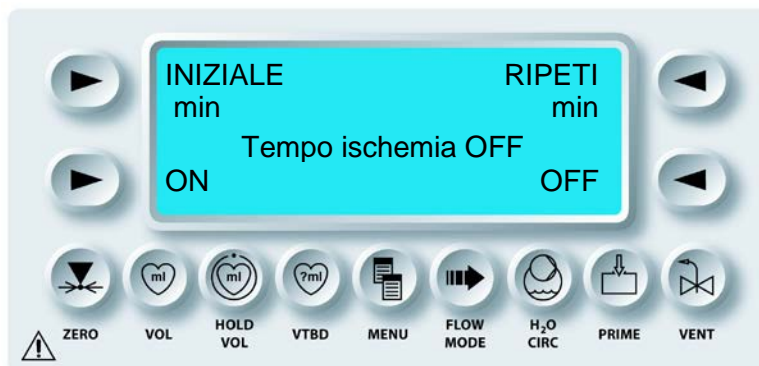 INIZIALE RIPETI
min min
Tempo ischemia OFF
ON OFF
ml ml ?ml
ZERO VOL HOLD VOL VTBD MENU FLOW MODE H₂O CIRC PRIME VENT